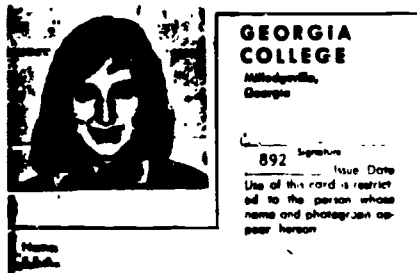 GEORGIA
COLLEGE
Milledgeville,
Georgia
Signature
892
Issue Date
Use of this card is restrict-
ed to the person whose
name and photograph ap-
pear hereon
Name